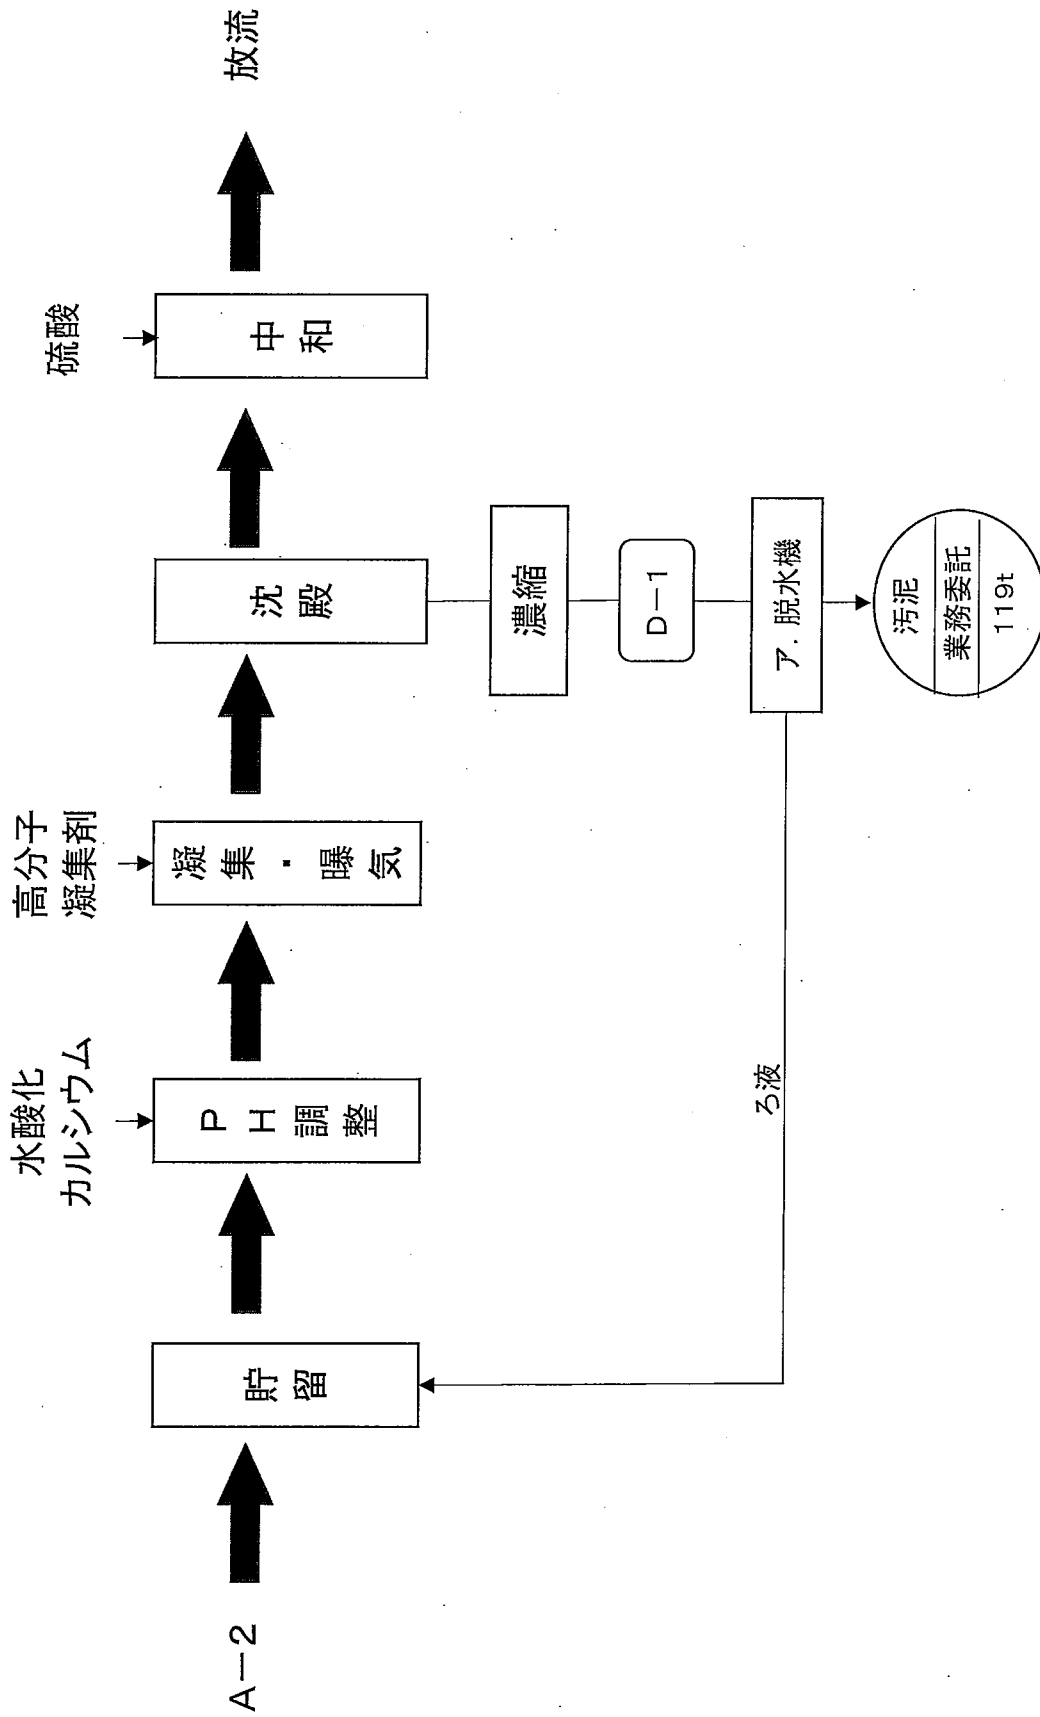 A－2
貯留
水酸化
カルシウム
PH調整
高分子
凝集剤
凝集・曝気
沈殿
硫酸
中和
放流
濃縮
D－1
ア．脱水機
ろ液
汚泥
業務委託
119t